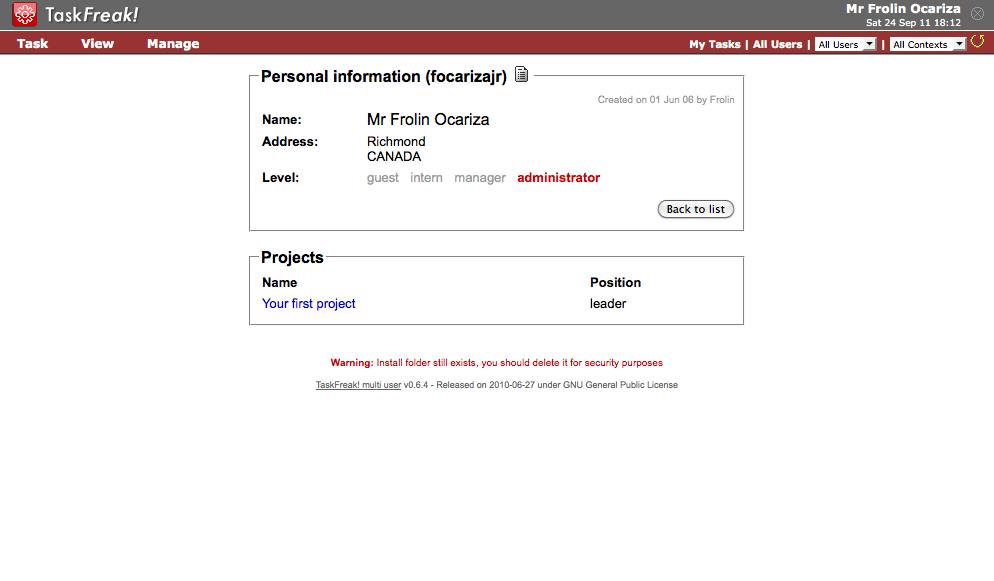 TaskFreak!
Mr Frolin Ocariza
Sat 24 Sep 11 18:12
Task View Manage
My Tasks | All Users | All Users | All Contexts
Personal information (focarizajr)
Created on 01 Jun 06 by Frolin
Name: Mr Frolin Ocariza
Address: Richmond
CANADA
Level: guest intern manager administrator
Back to list
Projects
Name Position
Your first project leader
Warning: Install folder still exists, you should delete it for security purposes
TaskFreak! multi user v0.6.4 - Released on 2010-06-27 under GNU General Public License